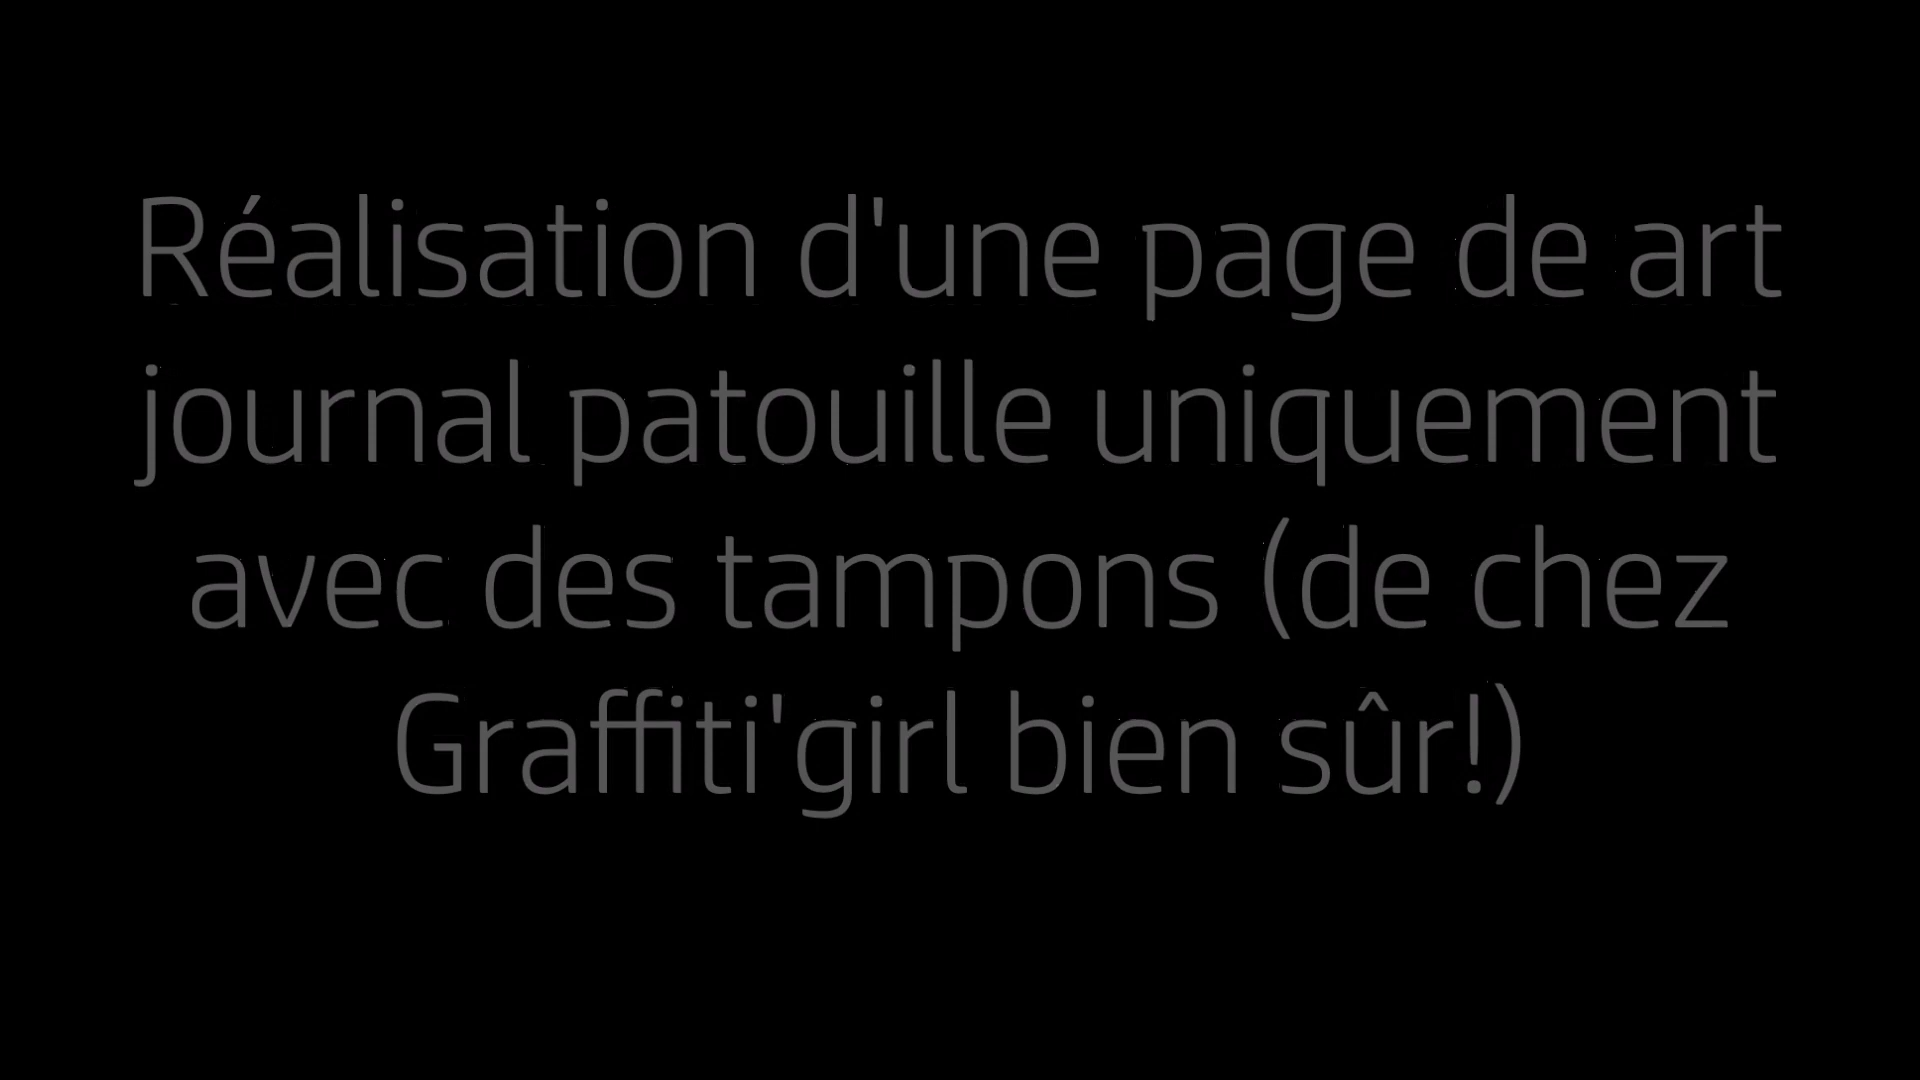 Réalisation d'une page de art
journal patouille uniquement
avec des tampons (de chez
Graffiti'girl bien sûr!)